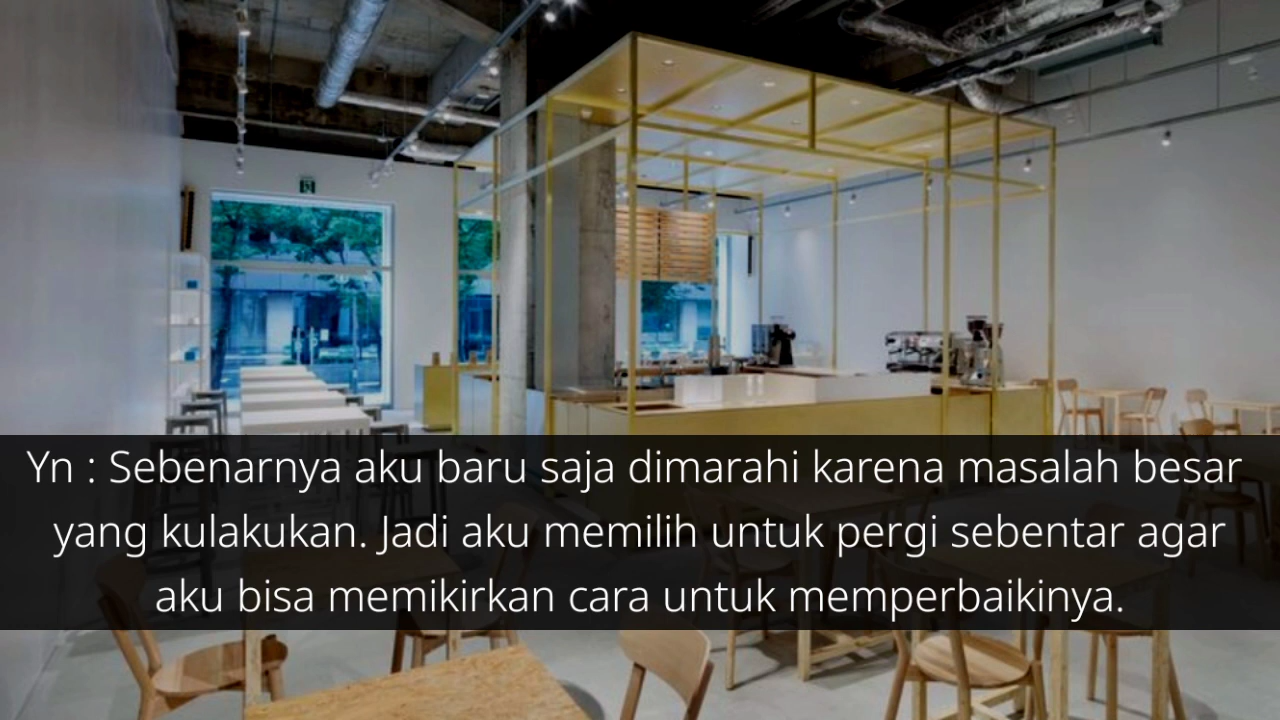 Yn : Sebenarnya aku baru saja dimarahi karena masalah besar
yang kulakukan. Jadi aku memilih untuk pergi sebentar agar
aku bisa memikirkan cara untuk memperbaikinya.